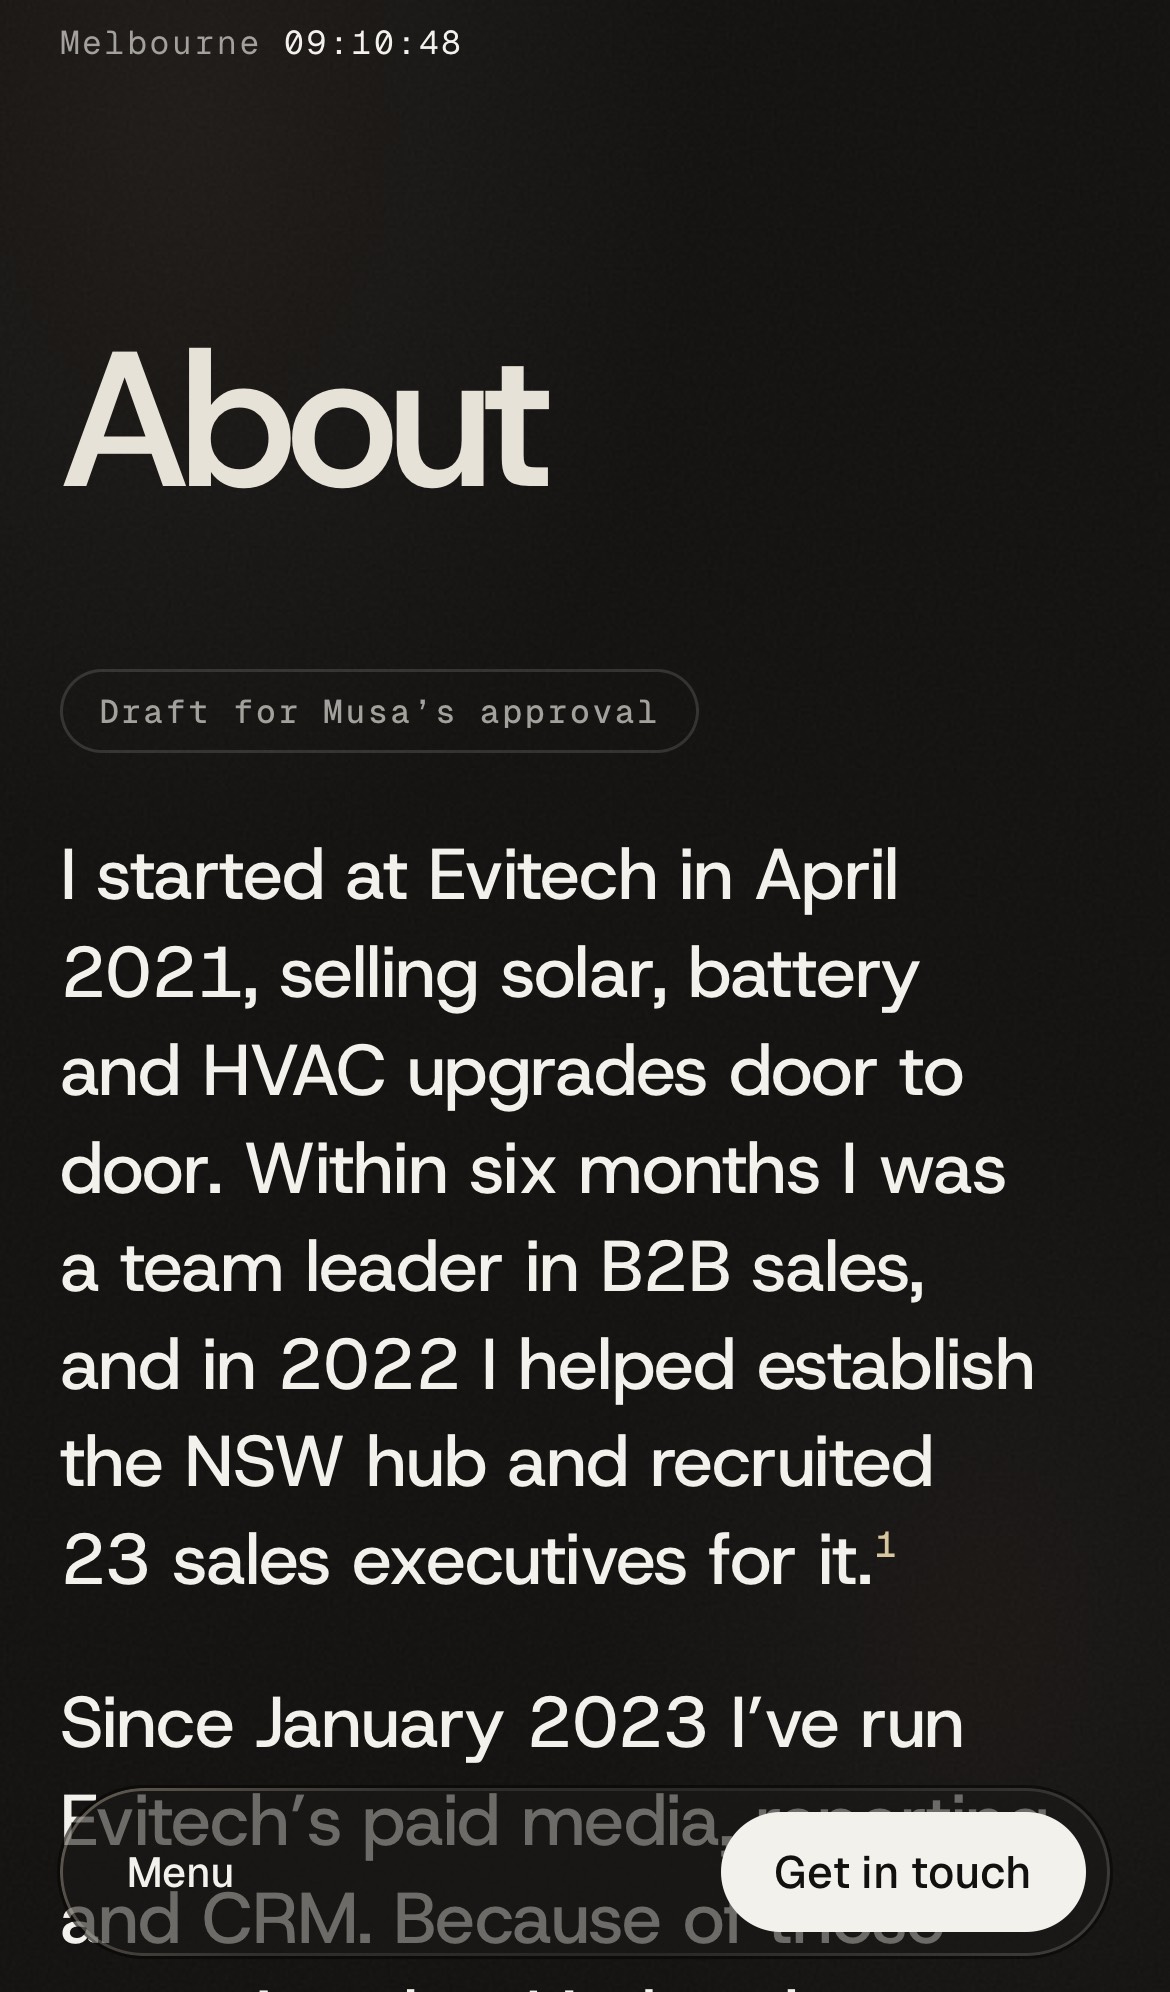 Melbourne 09:10:48
About
Draft for Musa’s approval
I started at Evitech in April
2021, selling solar, battery
and HVAC upgrades door to
door. Within six months I was
a team leader in B2B sales,
and in 2022 I helped establish
the NSW hub and recruited
23 sales executives for it.1
Since January 2023 I’ve run
Evitech’s paid media, reporting
and CRM. Because of those
Menu
Get in touch